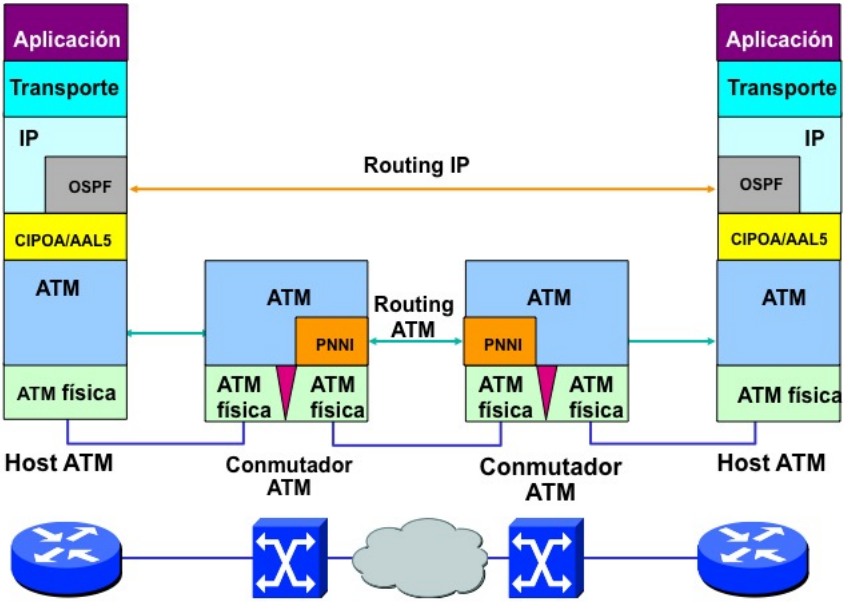 Aplicación
Transporte
IP
OSPF
CIPOA/AAL5
ATM
ATM física
Host ATM
Routing IP
ATM
PNNI
ATM
física
ATM
física
Conmutador
ATM
Routing
ATM
ATM
PNNI
ATM
física
ATM
física
Conmutador
ATM
Aplicación
Transporte
IP
OSPF
CIPOA/AAL5
ATM
ATM física
Host ATM